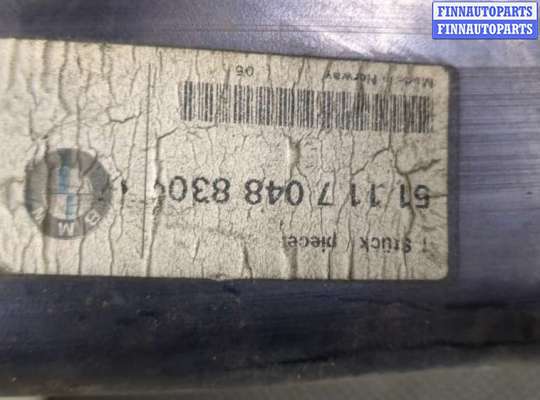 FINNAUTOPARTS
FINNAUTOPARTS
1 Stück / piece,
51 11 7 048 830
BMW
Made in Norway 05